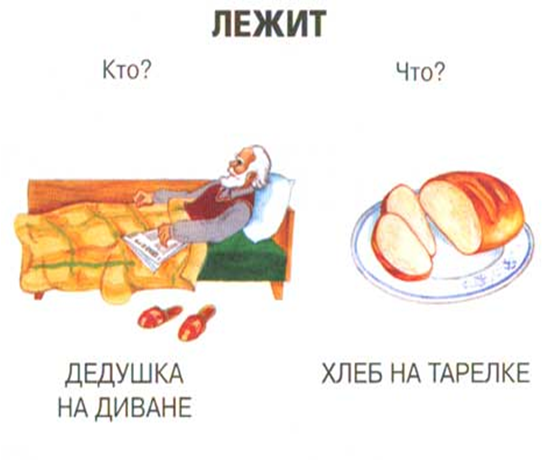 ЛЕЖИТ
Кто?
Что?
ДЕДУШКА
НА ДИВАНЕ
ХЛЕБ НА ТАРЕЛКЕ